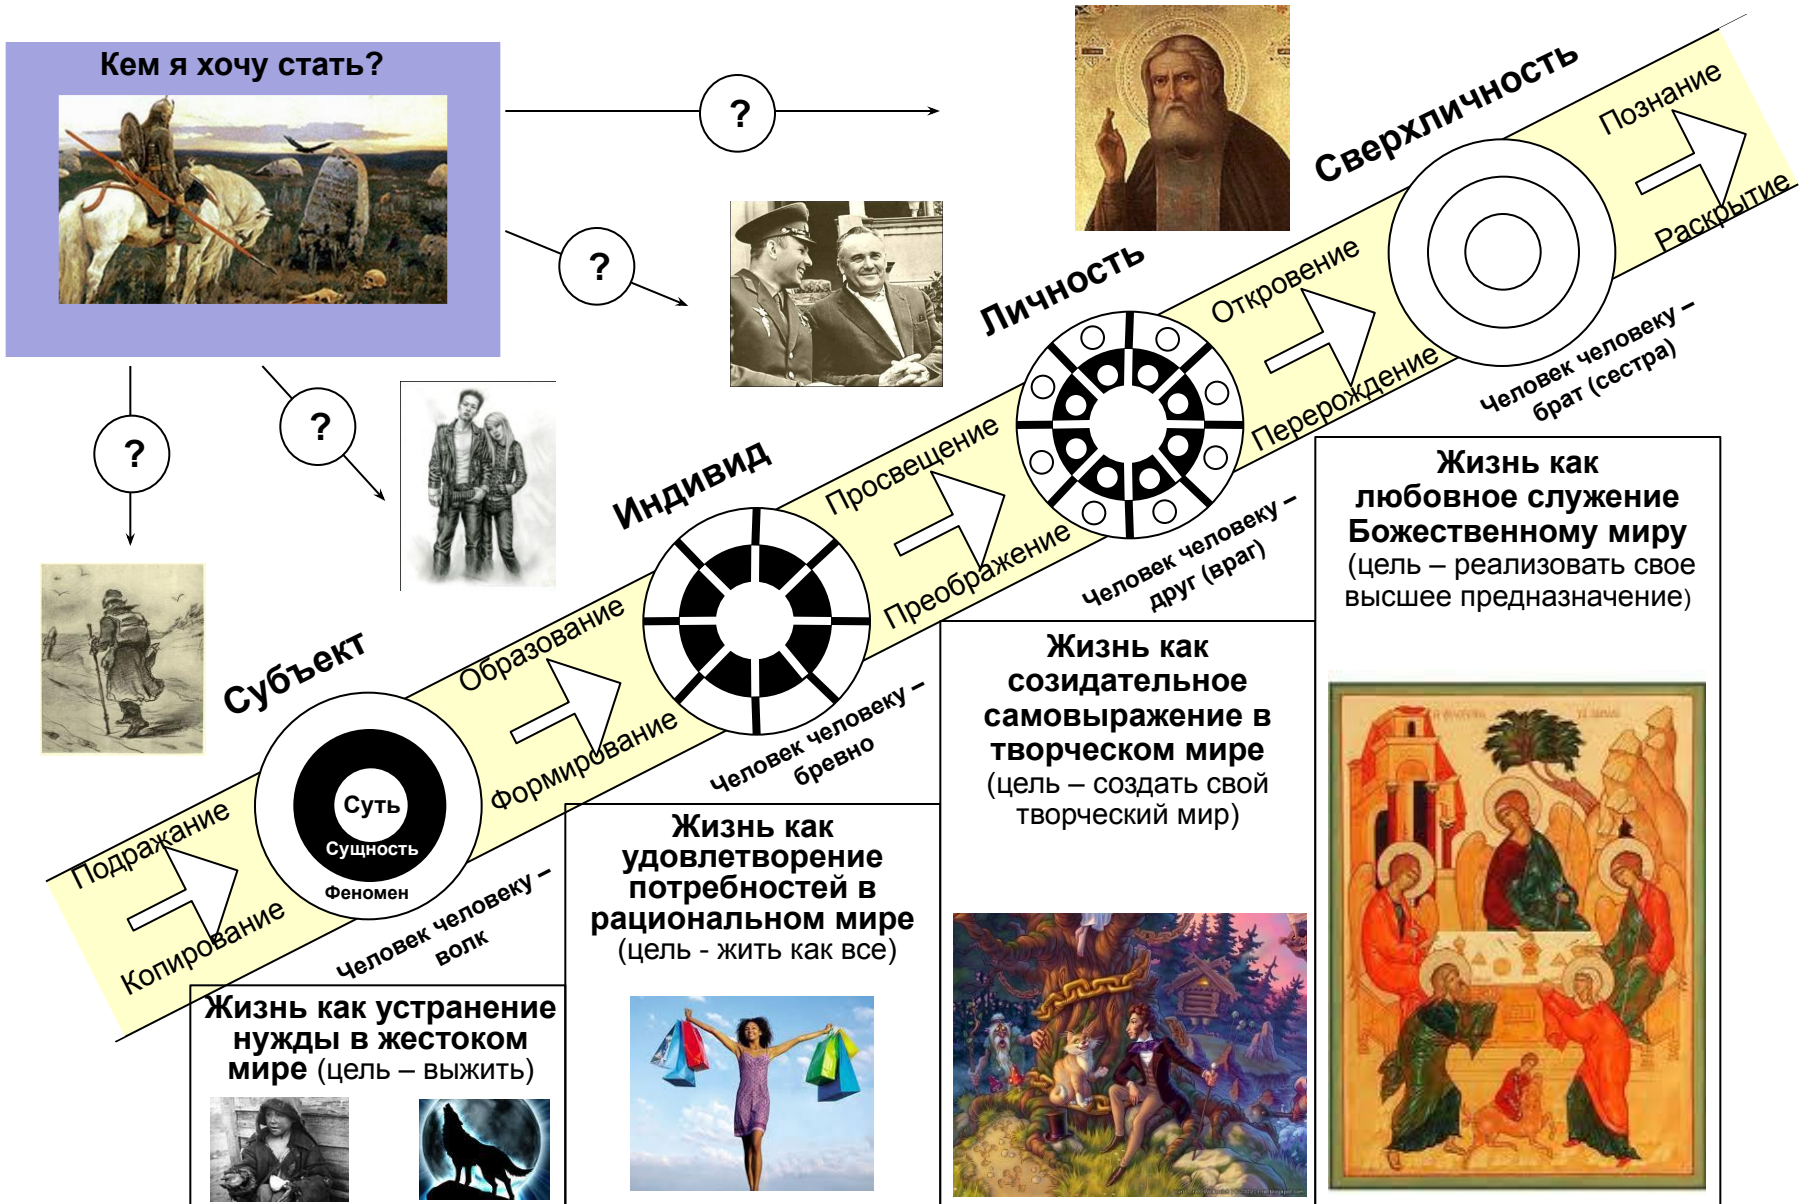 Кем я хочу стать?
?
?
?
?
Субъект
Индивид
Личность
Сверхличность
Подражание
Копирование
Суть
Сущность
Феномен
Образование
Формирование
Просвещение
Преображение
Откровение
Перерождение
Познание
Раскрытие
Человек человеку –
волк
Человек человеку –
бревно
Человек человеку –
друг (враг)
Человек человеку –
брат (сестра)
Жизнь как устранение
нужды в жестоком
мире (цель – выжить)
Жизнь как
удовлетворение
потребностей в
рациональном мире
(цель - жить как все)
Жизнь как
созидательное
самовыражение в
творческом мире
(цель – создать свой
творческий мир)
Жизнь как
любовное служение
Божественному миру
(цель – реализовать свое
высшее предназначение)